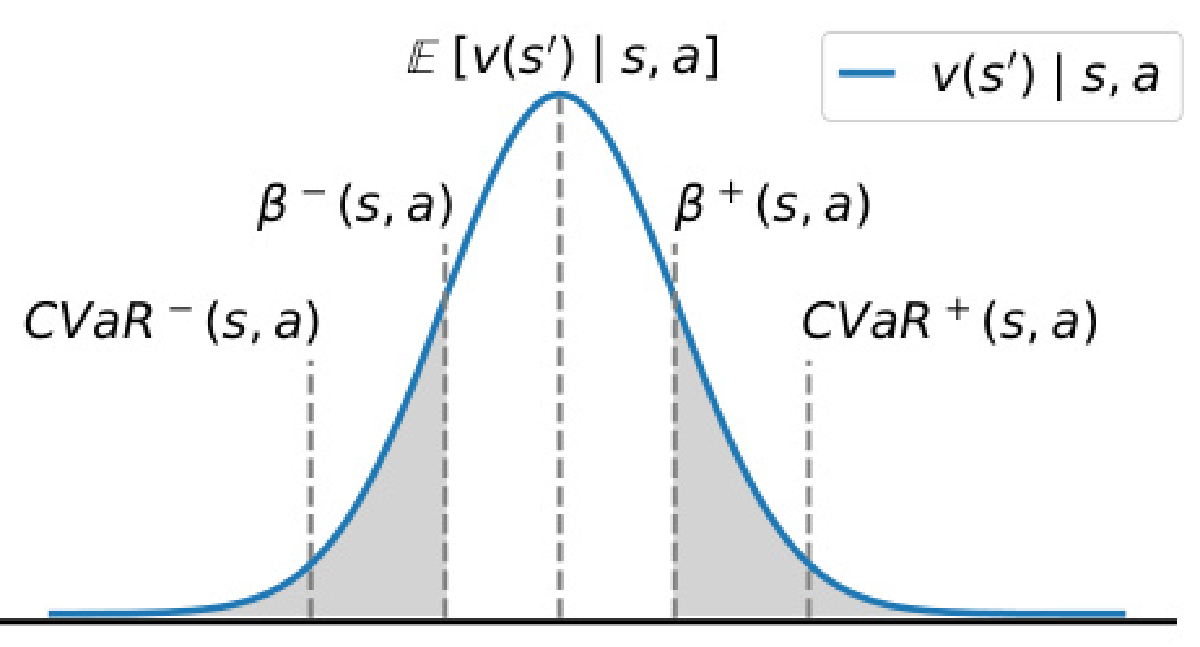 𝔼 [v(s′) | s, a]
v(s′) | s, a
β⁻(s, a)
β⁺(s, a)
CVaR⁻(s, a)
CVaR⁺(s, a)